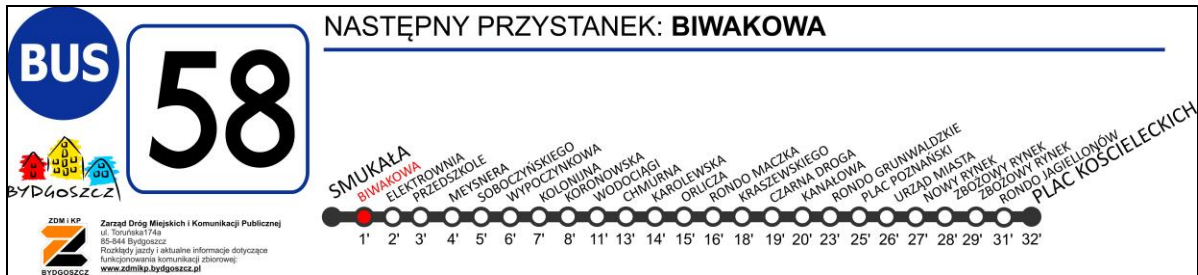 BUS
58
NASTĘPNY PRZYSTANEK: BIWAKOWA
BYDGOSZCZ
SMUKAŁA
BIWAKOWA
ELEKTROWNIA
PRZEDSZKOLE
MEYSNERA
SOBOCZYŃSKIEGO
WYPOCZYNKOWA
KOLONIJNA
KORONOWSKA
WODOCIĄGI
CHMURNA
KAROLEWSKA
ORLICZA
RONDO MACZKA
KRASZEWSKIEGO
CZARNA DROGA
KANAŁOWA
RONDO GRUNWALDZKIE
PLAC POZNAŃSKI
URZĄD MIASTA
NOWY RYNEK
ZBOŻOWY RYNEK
ZBOŻOWY RYNEK
RONDO JAGIELLONÓW
PLAC KOŚCIELECKICH
1' 2' 3' 4' 5' 6' 7' 8' 11' 13' 14' 15' 16' 18' 19' 20' 23' 25' 26' 27' 28' 29' 31' 32'
ZDM i KP
BYDGOSZCZ
Zarząd Dróg Miejskich i Komunikacji Publicznej
ul. Toruńska174a
85-844 Bydgoszcz
Rozkłądy jazdy i aktualne informacje dotyczące
funkcjonowania komunikacji zbiorowej:
www.zdmikp.bydgoszcz.pl